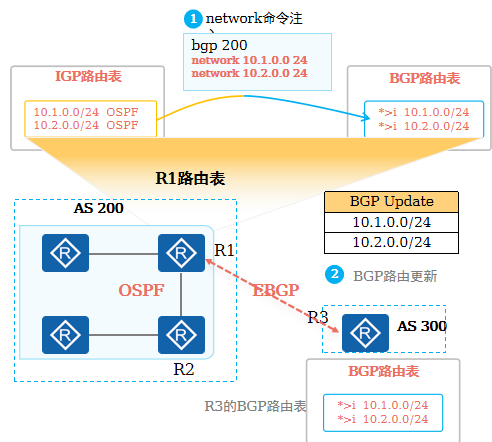 1 network命令注
bgp 200
network 10.1.0.0 24
network 10.2.0.0 24
IGP路由表
10.1.0.0/24 OSPF
10.2.0.0/24 OSPF
BGP路由表
*>i 10.1.0.0/24
*>i 10.2.0.0/24
R1路由表
AS 200
R
R
R1
OSPF
EBGP
R
R
R2
BGP Update
10.1.0.0/24
10.2.0.0/24
2 BGP路由更新
R3
R
AS 300
R3的BGP路由表
BGP路由表
*>i 10.1.0.0/24
*>i 10.2.0.0/24